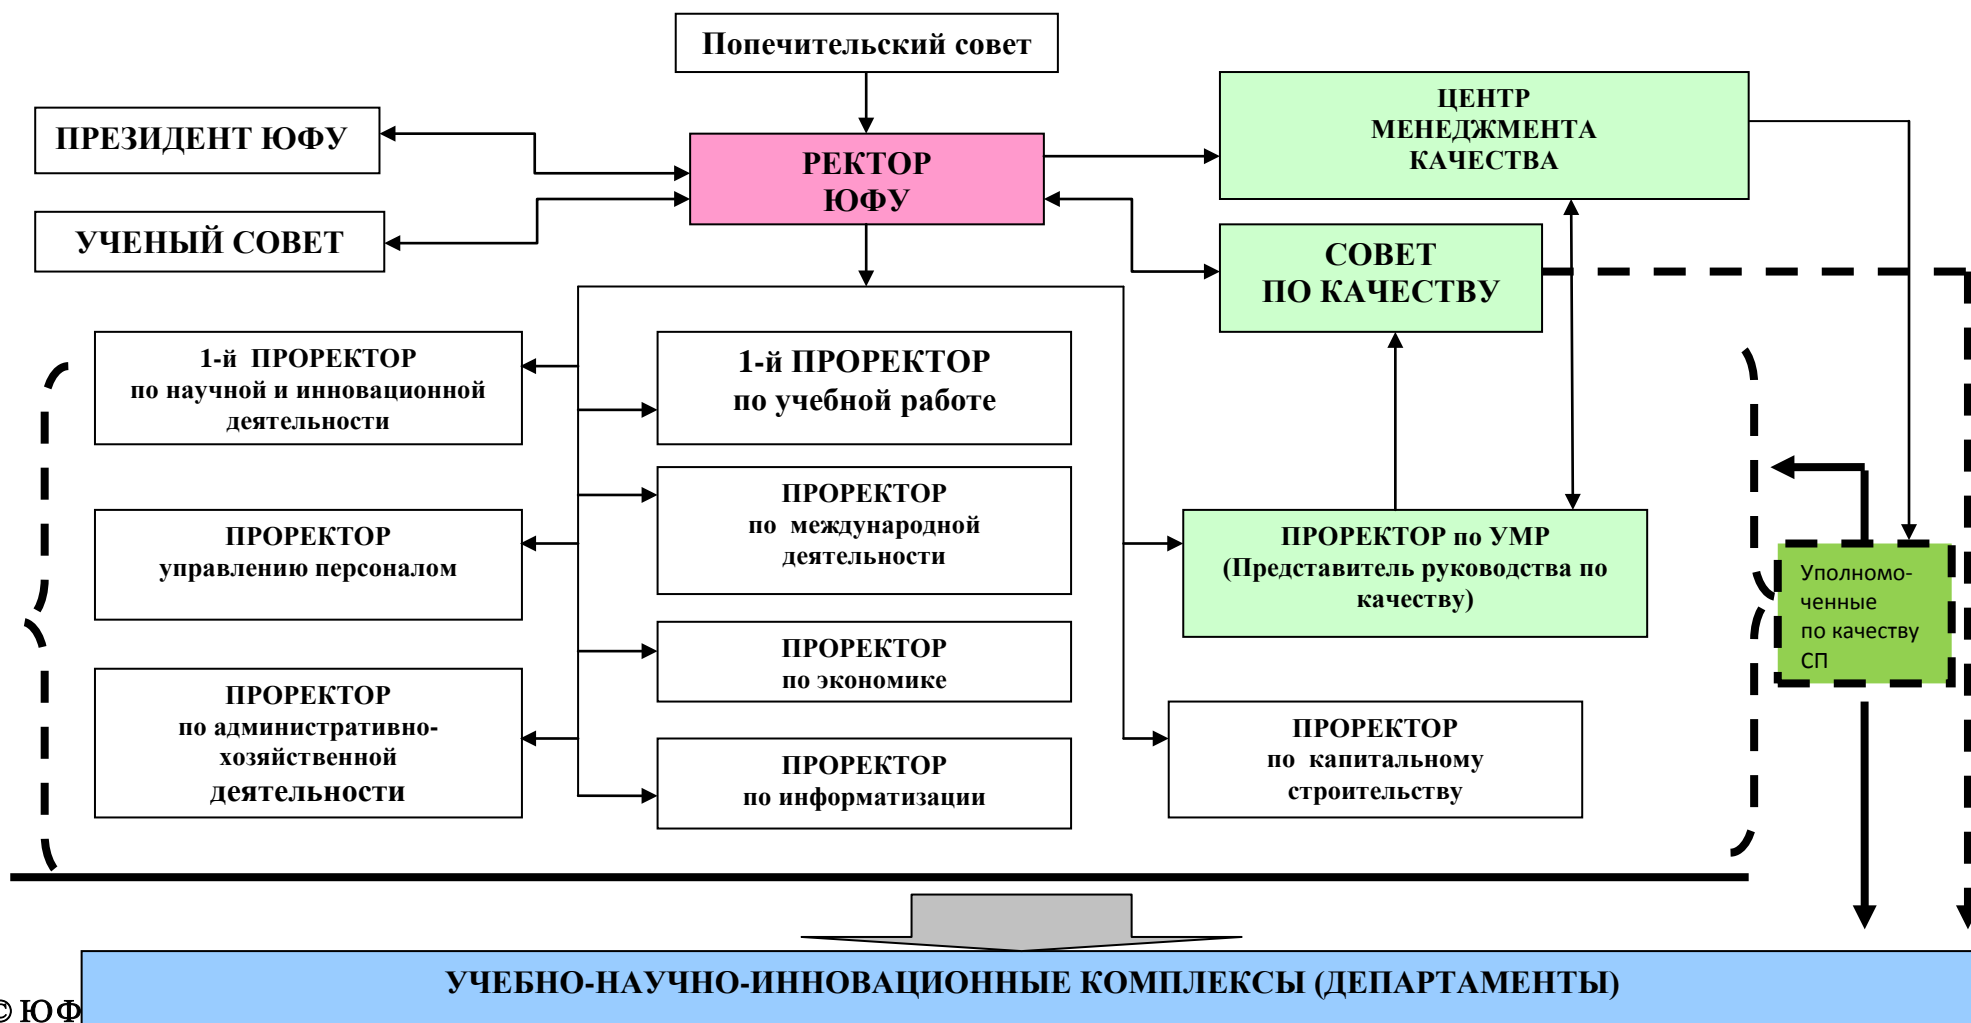 Попечительский совет
ПРЕЗИДЕНТ ЮФУ
УЧЕНЫЙ СОВЕТ
РЕКТОР
ЮФУ
ЦЕНТР
МЕНЕДЖМЕНТА
КАЧЕСТВА
СОВЕТ
ПО КАЧЕСТВУ
1-й ПРОРЕКТОР
по научной и инновационной
деятельности
1-й ПРОРЕКТОР
по учебной работе
ПРОРЕКТОР
управлению персоналом
ПРОРЕКТОР
по международной
деятельности
ПРОРЕКТОР по УМР
(Представитель руководства по
качеству)
Уполномо-
ченные
по качеству
СП
ПРОРЕКТОР
по административно-
хозяйственной
деятельности
ПРОРЕКТОР
по экономике
ПРОРЕКТОР
по информатизации
ПРОРЕКТОР
по капитальному
строительству
УЧЕБНО-НАУЧНО-ИННОВАЦИОННЫЕ КОМПЛЕКСЫ (ДЕПАРТАМЕНТЫ)
© ЮФ